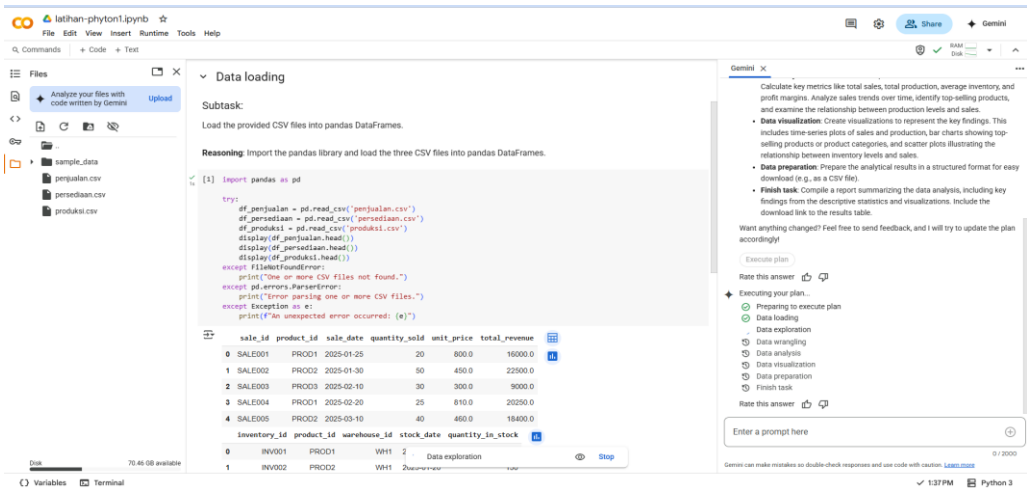 latihan-phyton1.ipynb
File Edit View Insert Runtime Tools Help
Share
Gemini
Commands + Code + Text
RAM
Disk
Files
Analyze your files with
code written by Gemini
Upload
..
sample_data
penjualan.csv
persediaan.csv
produksi.csv
Disk
70.46 GB available
Data loading
Subtask:
Load the provided CSV files into pandas DataFrames.
Reasoning: Import the pandas library and load the three CSV files into pandas DataFrames.
[1] import pandas as pd
try:
df_penjualan = pd.read_csv('penjualan.csv')
df_persediaan = pd.read_csv('persediaan.csv')
df_produksi = pd.read_csv('produksi.csv')
display(df_penjualan.head())
display(df_persediaan.head())
display(df_produksi.head())
except FileNotFoundError:
print("One or more CSV files not found.")
except pd.errors.ParserError:
print("Error parsing one or more CSV files.")
except Exception as e:
print(f"An unexpected error occurred: {e}")
sale_id product_id sale_date quantity_sold unit_price total_revenue
0 SALE001 PROD1 2025-01-25 20 800.0 16000.0
1 SALE002 PROD2 2025-01-30 50 450.0 22500.0
2 SALE003 PROD3 2025-02-10 30 300.0 9000.0
3 SALE004 PROD1 2025-02-20 25 810.0 20250.0
4 SALE005 PROD2 2025-03-10 40 460.0 18400.0
inventory_id product_id warehouse_id stock_date quantity_in_stock
0 INV001 PROD1 WH1
1 INV002 PROD2 WH1
Data exploration
Stop
Gemini
Calculate key metrics like total sales, total production, average inventory, and
profit margins. Analyze sales trends over time, identify top-selling products,
and examine the relationship between production levels and sales.
• Data visualization: Create visualizations to represent the key findings. This
includes time-series plots of sales and production, bar charts showing top-
selling products or product categories, and scatter plots illustrating the
relationship between inventory levels and sales.
• Data preparation: Prepare the analytical results in a structured format for easy
download (e.g., as a CSV file).
• Finish task: Compile a report summarizing the data analysis, including key
findings from the descriptive statistics and visualizations. Include the
download link to the results table.
Want anything changed? Feel free to send feedback, and I will try to update the plan
accordingly!
Execute plan
Rate this answer
Executing your plan...
Preparing to execute plan
Data loading
Data exploration
Data wrangling
Data analysis
Data visualization
Data preparation
Finish task
Rate this answer
Enter a prompt here
0 / 2000
Gemini can make mistakes so double-check responses and use code with caution. Learn more
Variables
Terminal
1:37 PM
Python 3